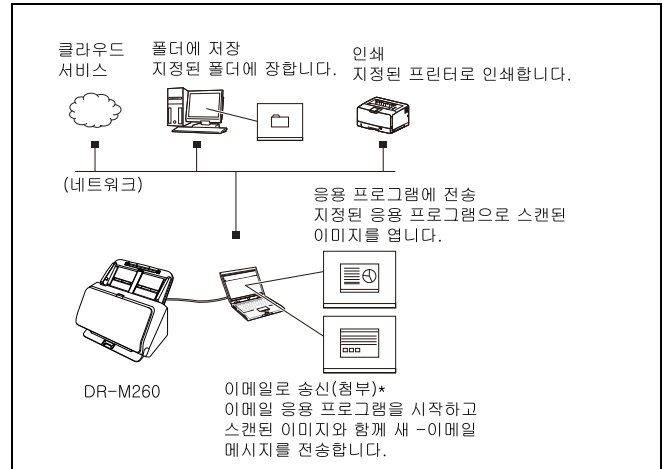 클라우드
서비스
폴더에 저장
지정된 폴더에 장합니다.
인쇄
지정된 프린터로 인쇄합니다.
(네트워크)
응용 프로그램에 전송
지정된 응용 프로그램으로 스캔된
이미지를 엽니다.
DR-M260
이메일로 송신(첨부)*
이메일 응용 프로그램을 시작하고
스캔된 이미지와 함께 새 -이메일
메시지를 전송합니다.